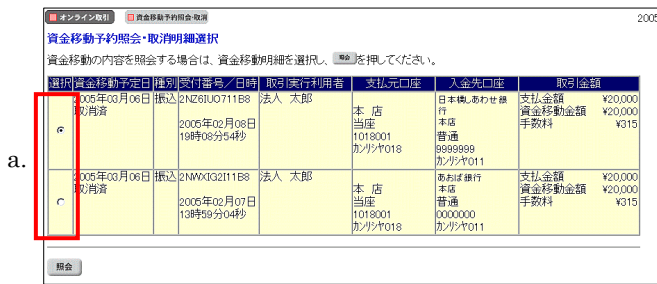 オンライン取引 資金移動予約照会・取消
2005
資金移動予約照会・取消明細選択
資金移動の内容を照会する場合は、資金移動明細を選択し、 照会 を押してください。
選択 資金移動予定日 種別 受付番号／日時 取引実行利用者 支払元口座 入金先口座 取引金額
2005年03月06日
取消済
振込
2NZ6IUO711B8
2005年02月08日
19時08分54秒
法人 太郎
本 店
当座
1018001
カンリシヤ018
日本橋しあわせ銀
行
本店
普通
9999999
カンリシヤ011
支払金額 ¥20,000
資金移動金額 ¥20,000
手数料 ¥315
a.
2005年03月06日
取消済
振込
2NWXIG2I11B8
2005年02月07日
13時59分04秒
法人 太郎
本 店
当座
1018001
カンリシヤ018
あおば銀行
本店
普通
0000000
カンリシヤ011
支払金額 ¥20,000
資金移動金額 ¥20,000
手数料 ¥315
照会